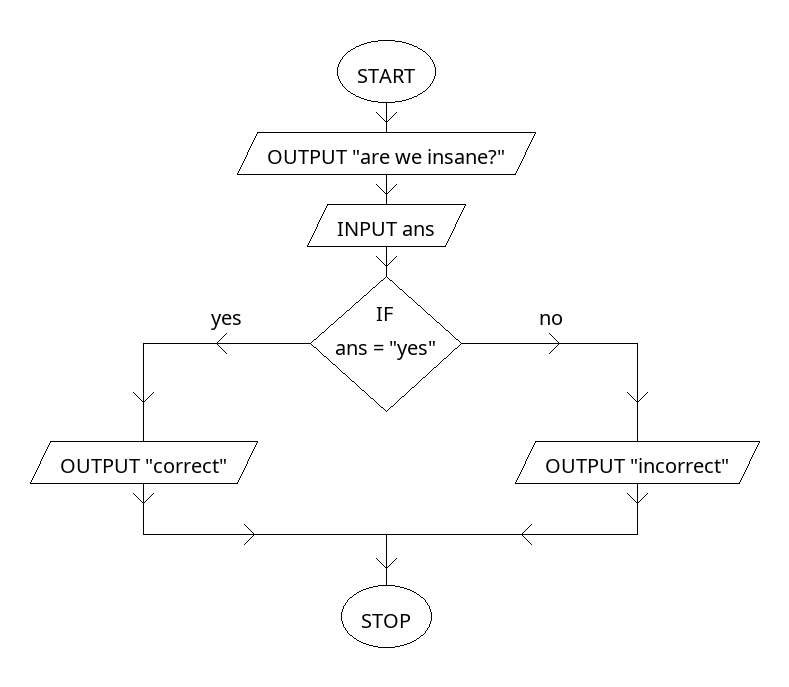 START
OUTPUT "are we insane?"
INPUT ans
IF
ans = "yes"
yes
no
OUTPUT "correct"
OUTPUT "incorrect"
STOP